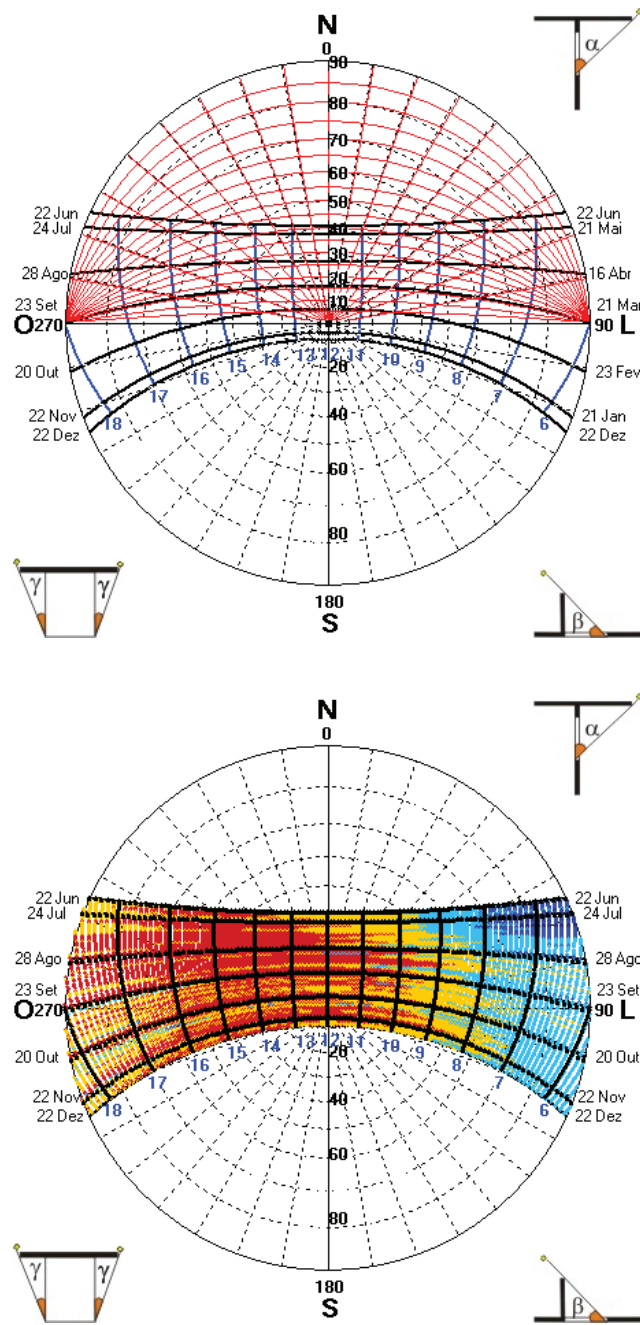 N
0
α
90
80
70
60
50
40
30
20
10
22 Jun 22 Jun
24 Jul 21 Mai
28 Ago 16 Abr
23 Set 21 Mar
O 270 90 L
20 Out 23 Fev
22 Nov 21 Jan
22 Dez 22 Dez
18 17 16 15 14 13 12 11 10 9 8 7 6
20
40
60
80
γ γ
180
S
β
N
0
α
22 Jun 22 Jun
24 Jul 24 Jul
28 Ago 28 Ago
23 Set 23 Set
O 270 90 L
20 Out 20 Out
22 Nov 22 Nov
22 Dez 22 Dez
18 17 16 15 14 13 12 11 10 9 8 7 6
20
40
60
80
γ γ
180
S
β